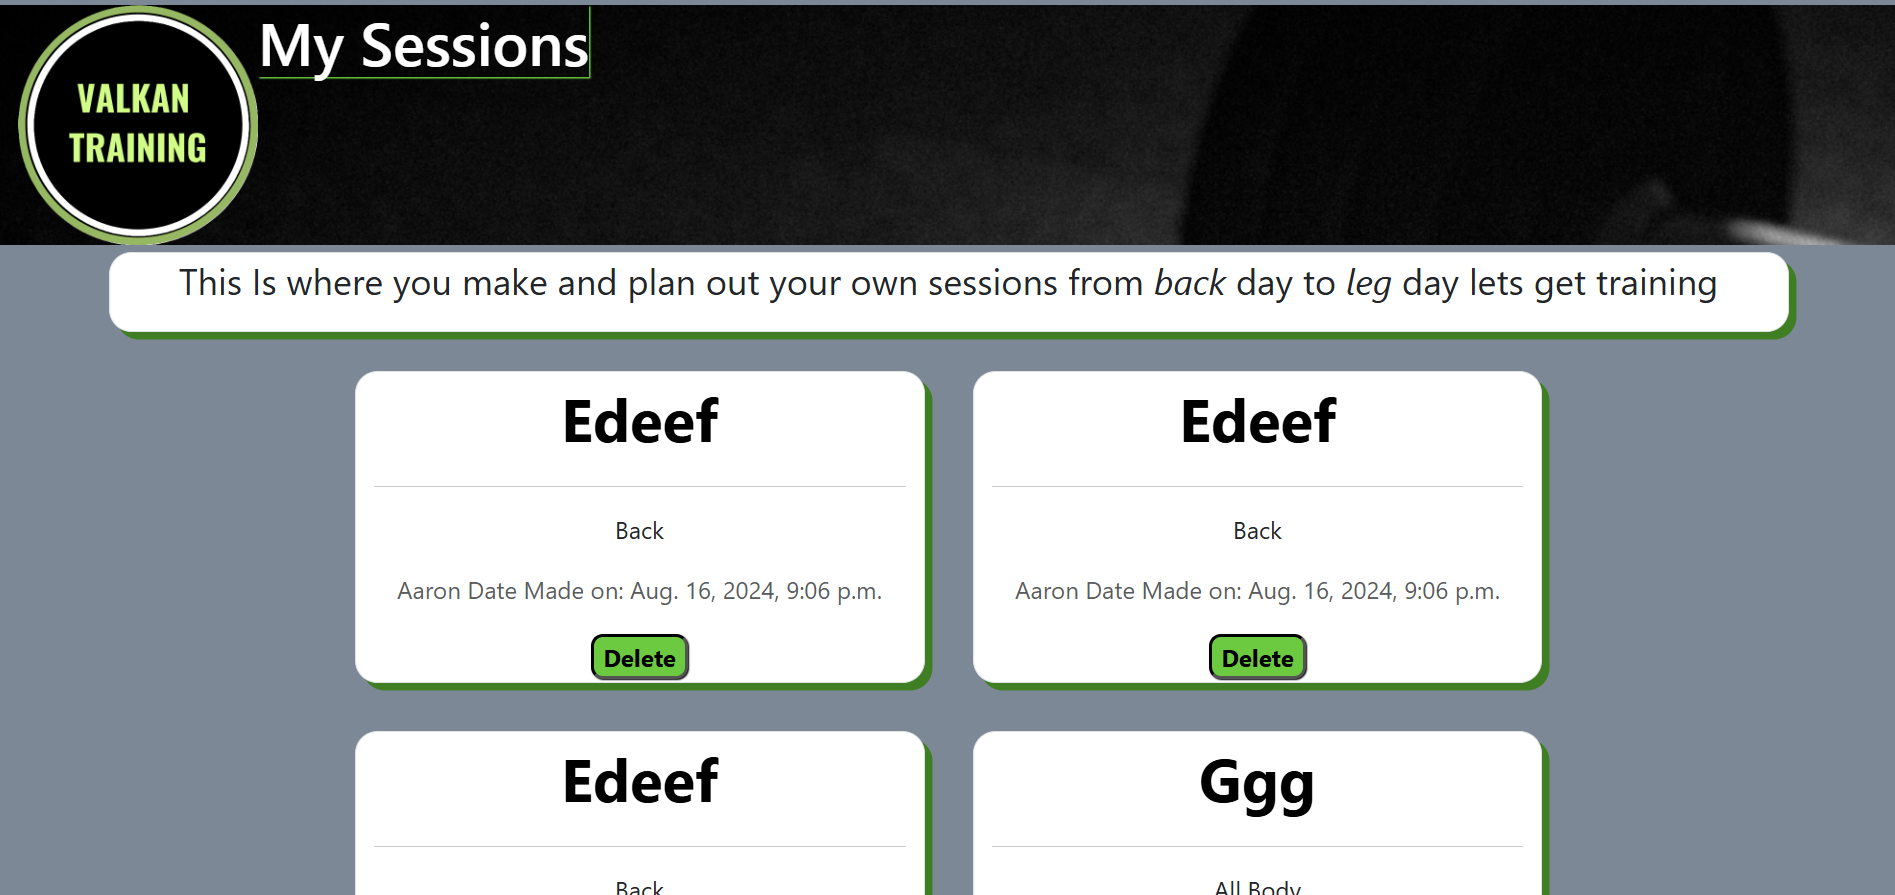 VALKAN
TRAINING
My Sessions
This Is where you make and plan out your own sessions from back day to leg day lets get training
Edeef
Back
Aaron Date Made on: Aug. 16, 2024, 9:06 p.m.
Delete
Edeef
Back
Aaron Date Made on: Aug. 16, 2024, 9:06 p.m.
Delete
Edeef
Back
Ggg
All Body